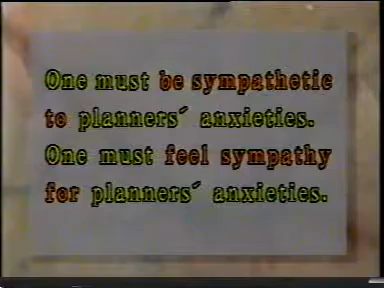 One must be sympathetic
to planners´ anxieties.
One must feel sympathy
for planners´ anxieties.